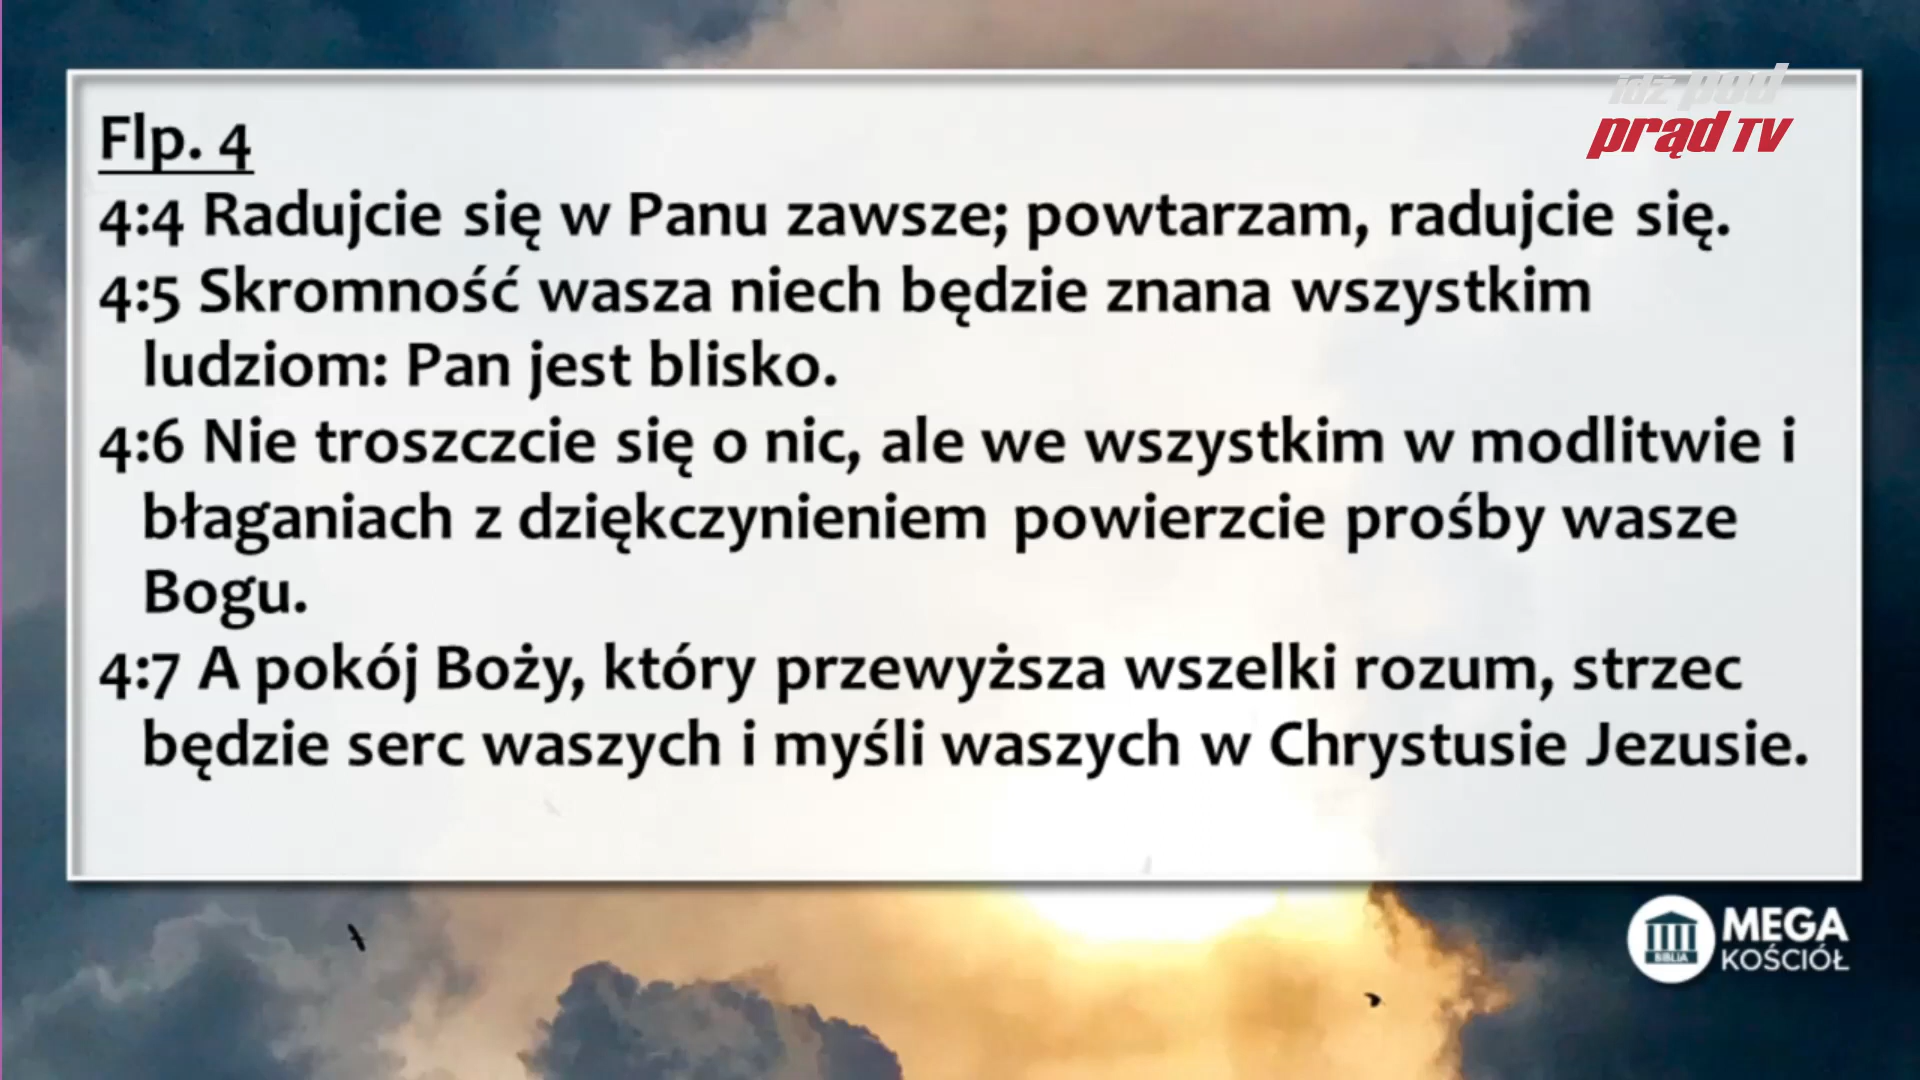 idź pod
prąd TV
Flp. 4
4:4 Radujcie się w Panu zawsze; powtarzam, radujcie się.
4:5 Skromność wasza niech będzie znana wszystkim
ludziom: Pan jest blisko.
4:6 Nie troszczcie się o nic, ale we wszystkim w modlitwie i
błaganiach z dziękczynieniem powierzcie prośby wasze
Bogu.
4:7 A pokój Boży, który przewyższa wszelki rozum, strzec
będzie serc waszych i myśli waszych w Chrystusie Jezusie.
BIBLIA
MEGA
KOŚCIÓŁ